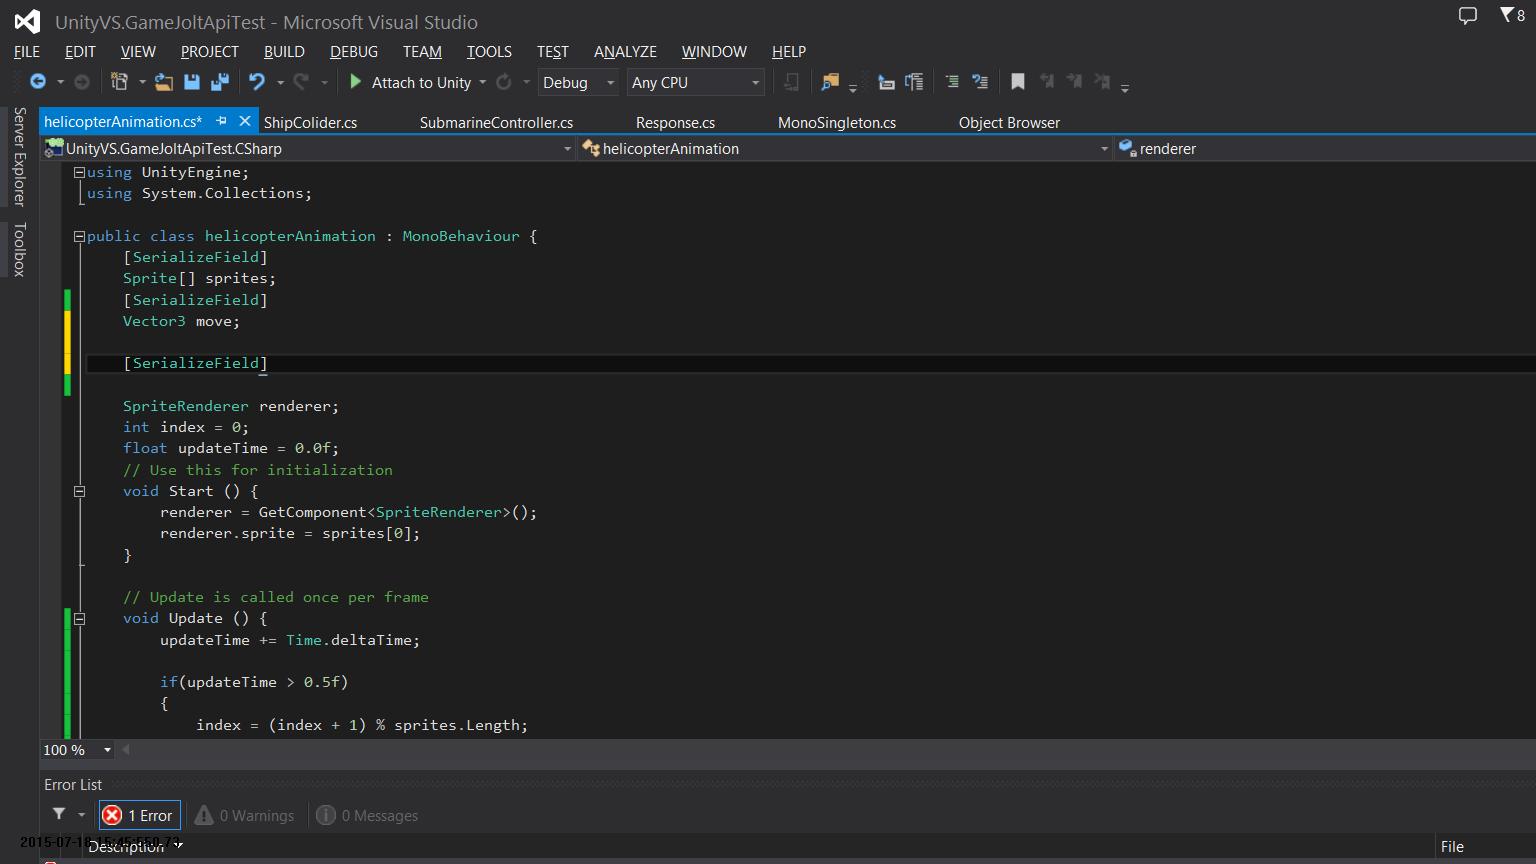 UnityVS.GameJoltApiTest - Microsoft Visual Studio
8
FILE EDIT VIEW PROJECT BUILD DEBUG TEAM TOOLS TEST ANALYZE WINDOW HELP
Attach to Unity Debug Any CPU
Server Explorer
Toolbox
helicopterAnimation.cs* ShipColider.cs SubmarineController.cs Response.cs MonoSingleton.cs Object Browser
UnityVS.GameJoltApiTest.CSharp helicopterAnimation renderer
using UnityEngine;
using System.Collections;
public class helicopterAnimation : MonoBehaviour {
[SerializeField]
Sprite[] sprites;
[SerializeField]
Vector3 move;
[SerializeField]
SpriteRenderer renderer;
int index = 0;
float updateTime = 0.0f;
// Use this for initialization
void Start () {
renderer = GetComponent<SpriteRenderer>();
renderer.sprite = sprites[0];
}
// Update is called once per frame
void Update () {
updateTime += Time.deltaTime;
if(updateTime > 0.5f)
{
index = (index + 1) % sprites.Length;
100 %
Error List
1 Error 0 Warnings 0 Messages
Description File